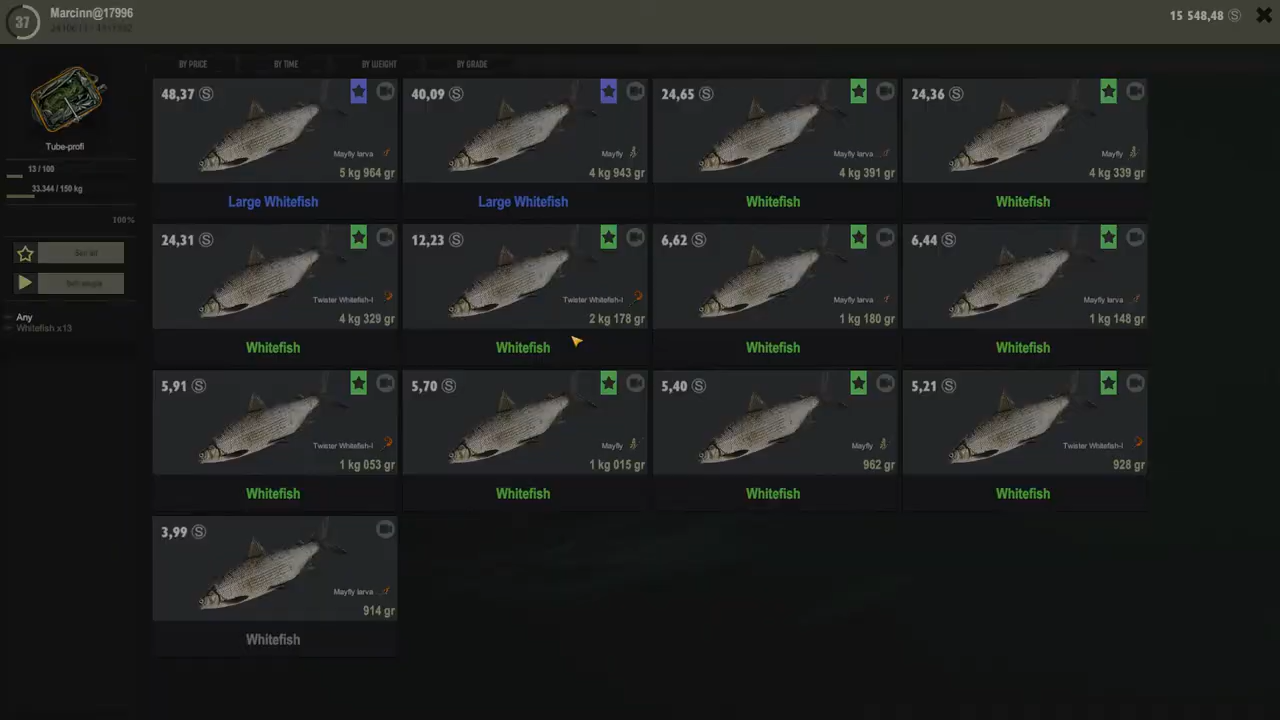 37
Marcinn@17996
15 548,48 Ⓢ
BY PRICE BY TIME BY WEIGHT BY GRADE
Tube-profi
13 / 100
33.344 / 150 kg
100%
Sell all
Any
Whitefish x13
48,37 Ⓢ
Mayfly larva
5 kg 964 gr
Large Whitefish
40,09 Ⓢ
Mayfly
4 kg 943 gr
Large Whitefish
24,65 Ⓢ
Mayfly larva
4 kg 391 gr
Whitefish
24,36 Ⓢ
Mayfly
4 kg 339 gr
Whitefish
24,31 Ⓢ
Twister Whitefish-I
4 kg 329 gr
Whitefish
12,23 Ⓢ
Twister Whitefish-I
2 kg 178 gr
Whitefish
6,62 Ⓢ
Mayfly larva
1 kg 180 gr
Whitefish
6,44 Ⓢ
Mayfly larva
1 kg 148 gr
Whitefish
5,91 Ⓢ
Twister Whitefish-I
1 kg 053 gr
Whitefish
5,70 Ⓢ
Mayfly
1 kg 015 gr
Whitefish
5,40 Ⓢ
Mayfly
962 gr
Whitefish
5,21 Ⓢ
Twister Whitefish-I
928 gr
Whitefish
3,99 Ⓢ
Mayfly larva
914 gr
Whitefish